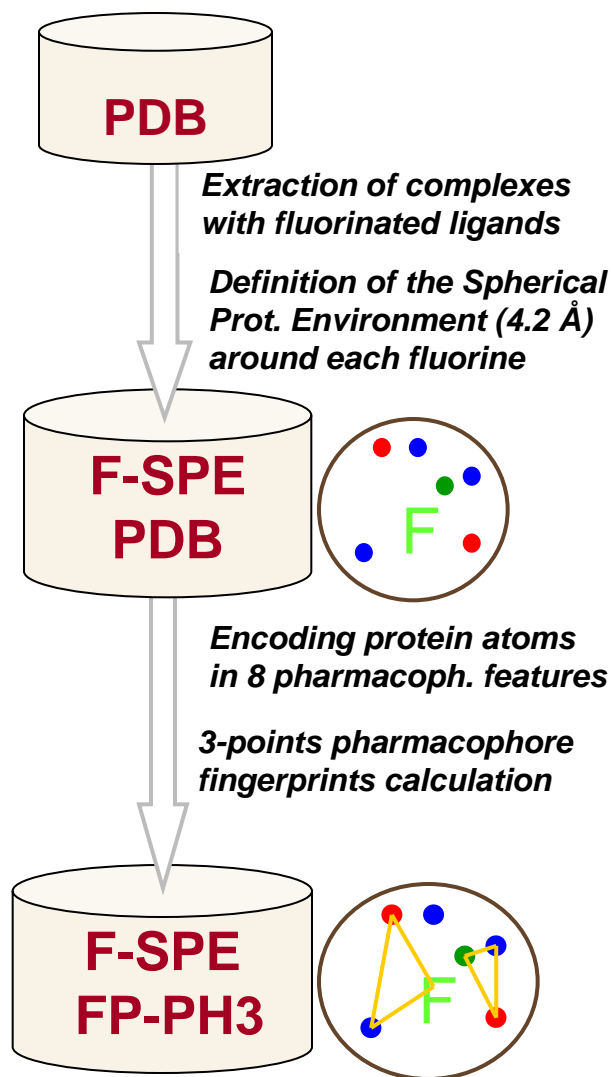 PDB
Extraction of complexes
with fluorinated ligands
Definition of the Spherical
Prot. Environment (4.2 Å)
around each fluorine
F-SPE
PDB
F
Encoding protein atoms
in 8 pharmacoph. features
3-points pharmacophore
fingerprints calculation
F-SPE
FP-PH3
F